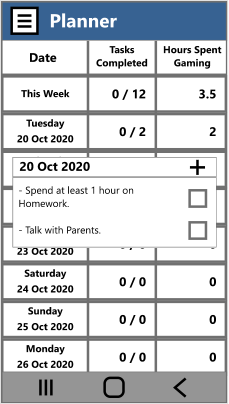 Planner
Date
Tasks
Completed
Hours Spent
Gaming
This Week
0 / 12
3.5
Tuesday
20 Oct 2020
0 / 2
2
20 Oct 2020
- Spend at least 1 hour on
Homework.
- Talk with Parents.
23 Oct 2020
Saturday
24 Oct 2020
0 / 0
0
Sunday
25 Oct 2020
0 / 0
0
Monday
26 Oct 2020
0 / 0
0